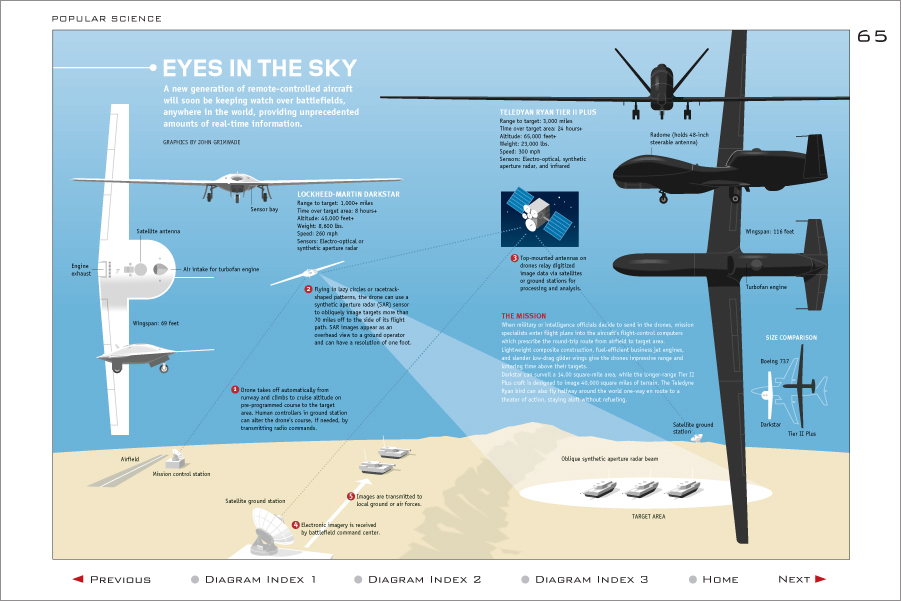 POPULAR SCIENCE
65
EYES IN THE SKY
A new generation of remote-controlled aircraft
will soon be keeping watch over battlefields,
anywhere in the world, providing unprecedented
amounts of real-time information.
GRAPHICS BY JOHN GRIMWADE
TELEDYAN RYAN TIER II PLUS
Range to target: 3,000 miles
Time over target area: 24 hours+
Altitude: 65,000 feet+
Weight: 23,000 lbs.
Speed: 300 mph
Sensors: Electro-optical, synthetic
aperture radar, and infrared
Radome (holds 48-inch
steerable antenna)
Sensor bay
LOCKHEED-MARTIN DARKSTAR
Range to target: 1,000+ miles
Time over target area: 8 hours+
Altitude: 45,000 feet+
Weight: 8,600 lbs.
Speed: 260 mph
Sensors: Electro-optical or
synthetic aperture radar
Satellite antenna
Engine
exhaust
Air intake for turbofan engine
Wingspan: 69 feet
Wingspan: 116 feet
Turbofan engine
3 Top-mounted antennas on
drones relay digitized
image data via satellites
or ground stations for
processing and analysis.
2 Flying in lazy circles or racetrack-
shaped patterns, the drone can use a
synthetic aperture radar (SAR) sensor
to obliquely image targets more than
70 miles off to the side of its flight
path. SAR images appear as an
overhead view to a ground operator
and can have a resolution of one foot.
THE MISSION
When military or intelligence officials decide to send in the drones, mission
specialists enter flight plans into the aircraft's flight-control computers
which prescribe the round-trip route from airfield to target area.
Lightweight composite construction, fuel-efficient business jet engines,
and slender low-drag glider wings give the drones impressive range and
loitering time above their targets.
Darkstar can surveil a 14,00 square-mile area, while the longer-range Tier II
Plus craft is designed to image 40,000 square miles of terrain. The Teledyne
Ryan bird can also fly halfway around the world one-way en route to a
theater of action, staying aloft without refueling.
SIZE COMPARISON
Boeing 737
Darkstar
Tier II Plus
1 Drone takes off automatically from
runway and climbs to cruise altitude on
pre-programmed course to the target
area. Human controllers in ground station
can alter the drone's course, if needed, by
transmitting radio commands.
Satellite ground
station
Airfield
Mission control station
Oblique synthetic aperture radar beam
TARGET AREA
Satellite ground station
5 Images are transmitted to
local ground or air forces.
4 Electronic imagery is received
by battlefield command center.
Previous
Diagram Index 1
Diagram Index 2
Diagram Index 3
Home
Next